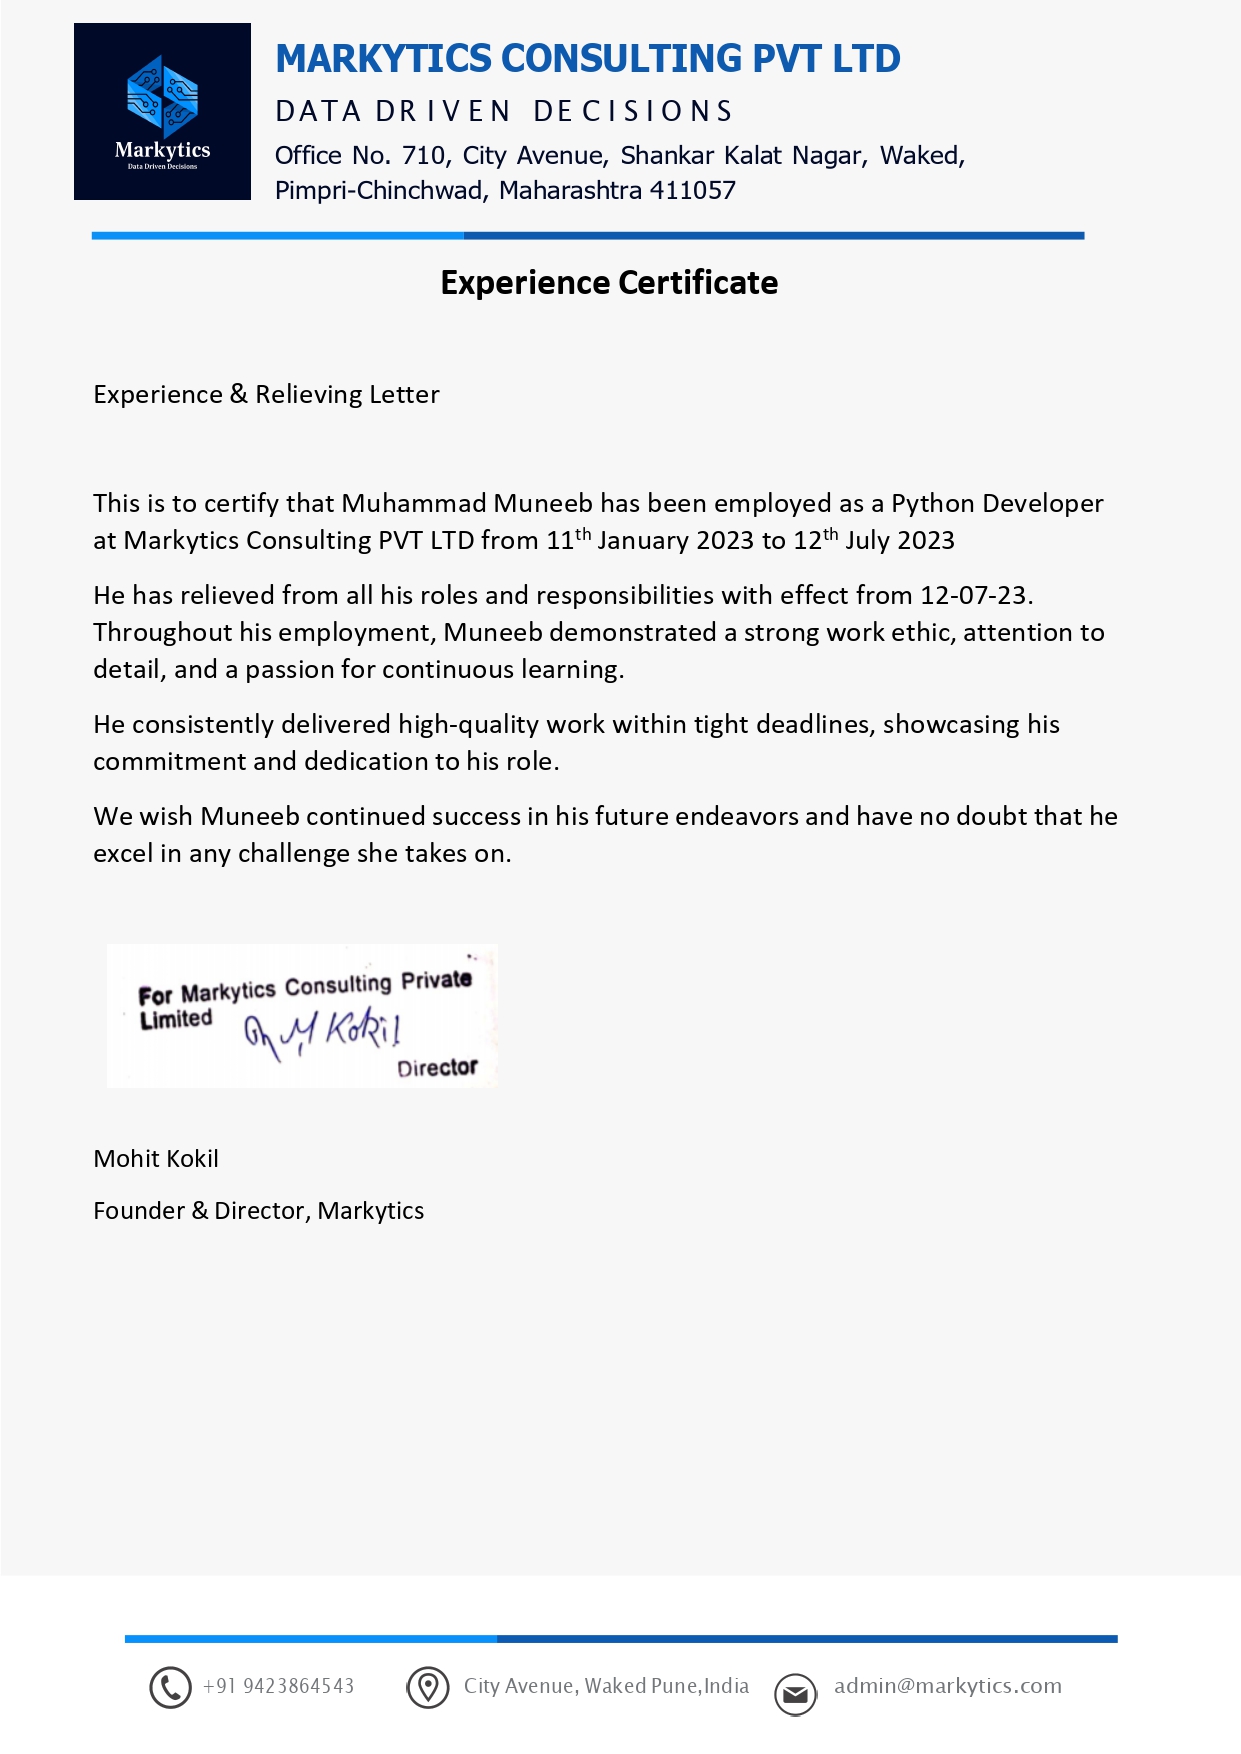 Markytics
Data Driven Decisions
MARKYTICS CONSULTING PVT LTD
DATA DRIVEN DECISIONS
Office No. 710, City Avenue, Shankar Kalat Nagar, Waked,
Pimpri-Chinchwad, Maharashtra 411057
Experience Certificate
Experience & Relieving Letter
This is to certify that Muhammad Muneeb has been employed as a Python Developer
at Markytics Consulting PVT LTD from 11th January 2023 to 12th July 2023
He has relieved from all his roles and responsibilities with effect from 12-07-23.
Throughout his employment, Muneeb demonstrated a strong work ethic, attention to
detail, and a passion for continuous learning.
He consistently delivered high-quality work within tight deadlines, showcasing his
commitment and dedication to his role.
We wish Muneeb continued success in his future endeavors and have no doubt that he
excel in any challenge she takes on.
For Markytics Consulting Private
Limited
Kokil
Director
Mohit Kokil
Founder & Director, Markytics
+91 9423864543
City Avenue, Waked Pune,India
admin@markytics.com